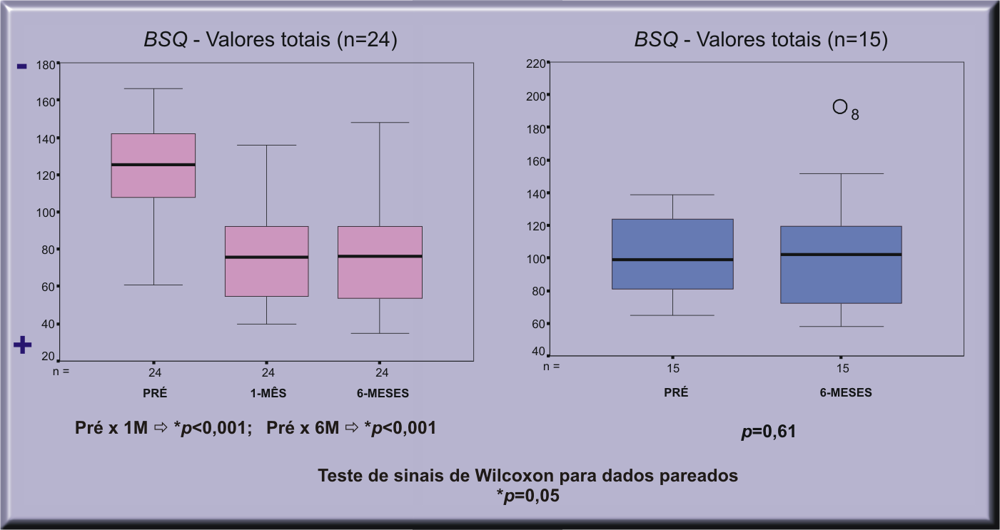 BSQ - Valores totais (n=24)
-
180
160
140
120
100
80
60
40
20
+
n =
24
24
24
PRÉ
1-MÊS
6-MESES
Pré x 1M ⇨ *p<0,001; Pré x 6M ⇨ *p<0,001
BSQ - Valores totais (n=15)
220
200
180
160
140
120
100
80
60
40
8
n =
15
15
PRÉ
6-MESES
p=0,61
Teste de sinais de Wilcoxon para dados pareados
*p=0,05